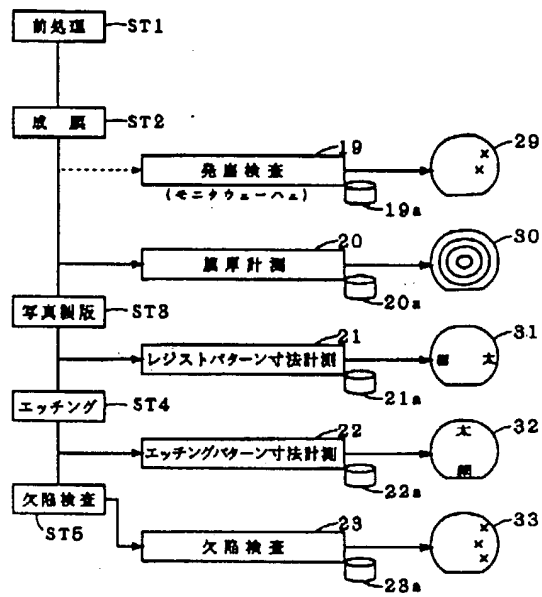 前処理 ST1
成膜 ST2
19 29
発塵検査
(モニタウェーハ)
19a
20 30
膜厚計測
20a
写真製版 ST3
21 31
レジストパターン寸法計測 細 太
21a
エッチング ST4
22 32
エッチングパターン寸法計測 太
細
22a
欠陥検査
ST5
23 33
欠陥検査
23a